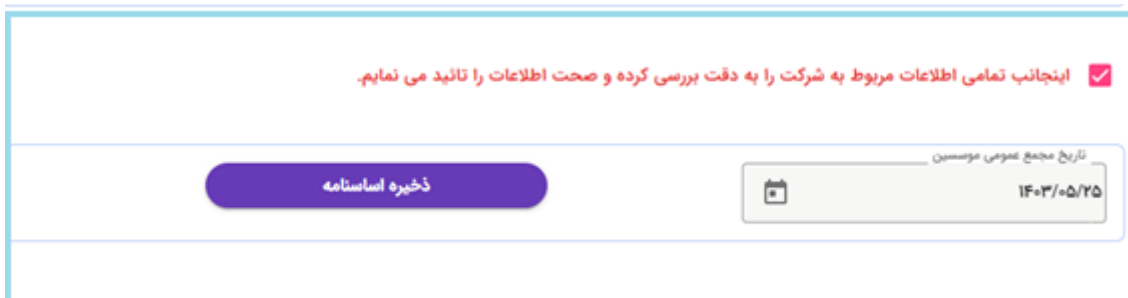 اینجانب تمامی اطلاعات مربوط به شرکت را به دقت بررسی کرده و صحت اطلاعات را تائید می نمایم.
تاریخ مجمع عمومی موسسین
۱۴۰۳/۰۵/۲۵
ذخیره اساسنامه